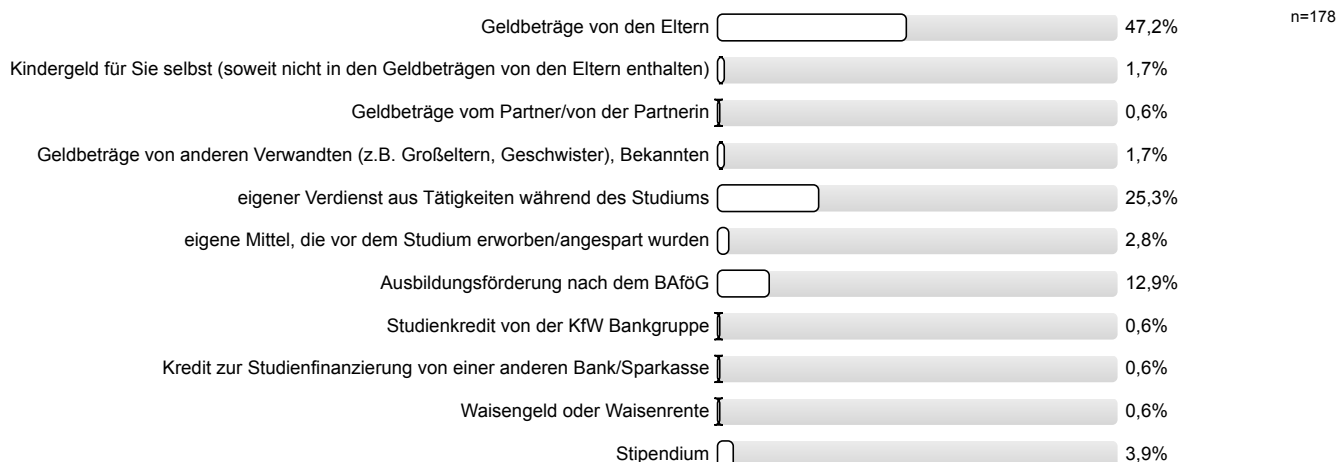 n=178
Geldbeträge von den Eltern 47,2%
Kindergeld für Sie selbst (soweit nicht in den Geldbeträgen von den Eltern enthalten) 1,7%
Geldbeträge vom Partner/von der Partnerin 0,6%
Geldbeträge von anderen Verwandten (z.B. Großeltern, Geschwister), Bekannten 1,7%
eigener Verdienst aus Tätigkeiten während des Studiums 25,3%
eigene Mittel, die vor dem Studium erworben/angespart wurden 2,8%
Ausbildungsförderung nach dem BAföG 12,9%
Studienkredit von der KfW Bankgruppe 0,6%
Kredit zur Studienfinanzierung von einer anderen Bank/Sparkasse 0,6%
Waisengeld oder Waisenrente 0,6%
Stipendium 3,9%